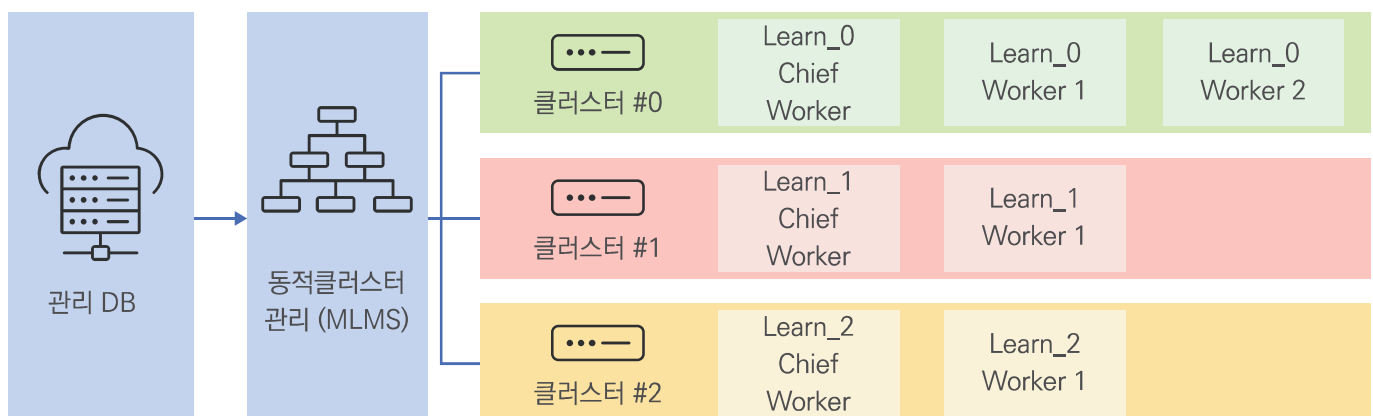 관리 DB
동적클러스터
관리 (MLMS)
클러스터 #0
Learn_0
Chief
Worker
Learn_0
Worker 1
Learn_0
Worker 2
클러스터 #1
Learn_1
Chief
Worker
Learn_1
Worker 1
클러스터 #2
Learn_2
Chief
Worker
Learn_2
Worker 1